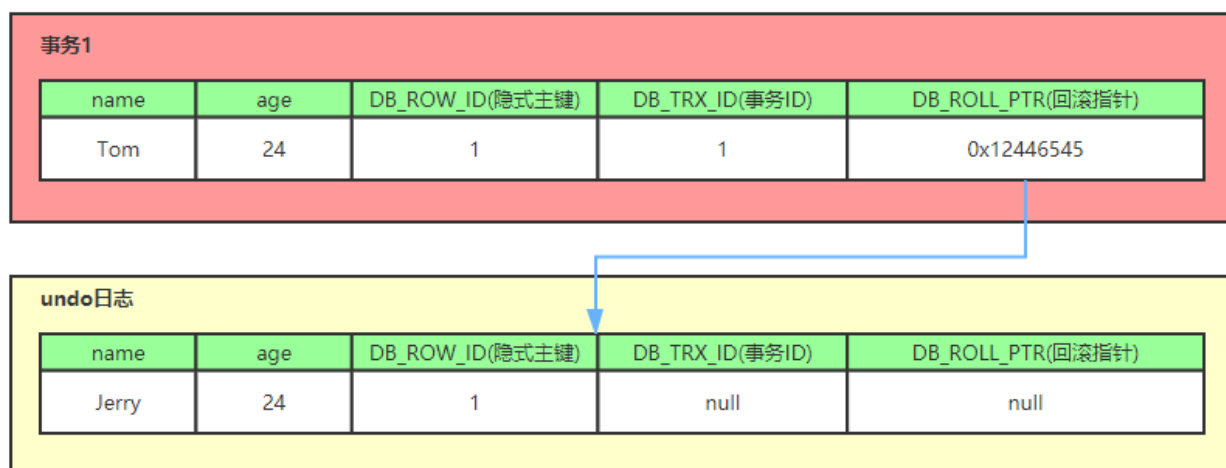 事务1
name age DB_ROW_ID(隐式主键) DB_TRX_ID(事务ID) DB_ROLL_PTR(回滚指针)
Tom 24 1 1 0x12446545
undo日志
name age DB_ROW_ID(隐式主键) DB_TRX_ID(事务ID) DB_ROLL_PTR(回滚指针)
Jerry 24 1 null null